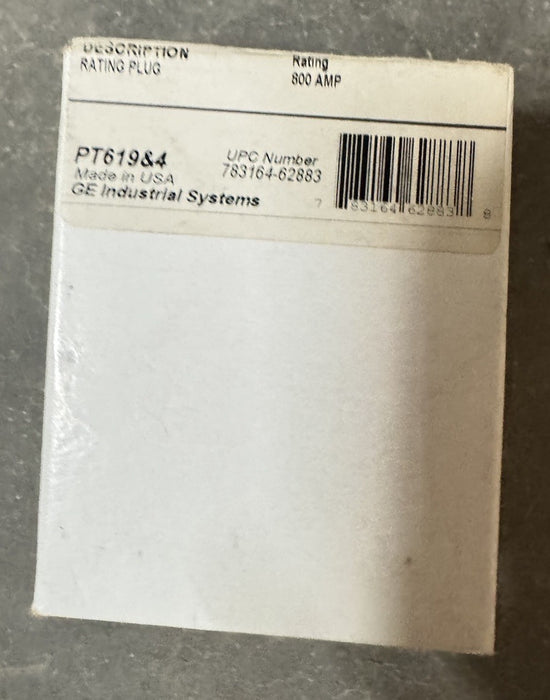 DESCRIPTION
RATING PLUG
Rating
800 AMP
PT619&4
Made in USA
GE Industrial Systems
UPC Number
783164-62883
7 83164 62883 8